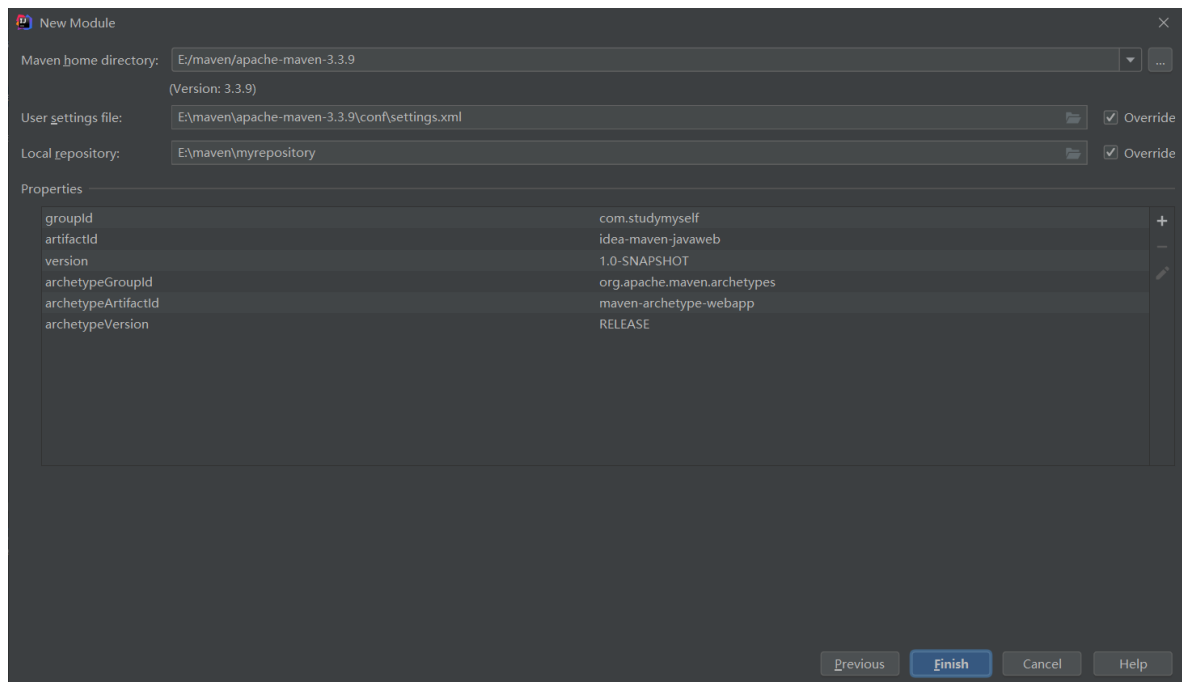 New Module
Maven home directory: E:/maven/apache-maven-3.3.9 ...
(Version: 3.3.9)
User settings file: E:\maven\apache-maven-3.3.9\conf\settings.xml Override
Local repository: E:\maven\myrepository Override
Properties
groupId com.studymyself
artifactId idea-maven-javaweb
version 1.0-SNAPSHOT
archetypeGroupId org.apache.maven.archetypes
archetypeArtifactId maven-archetype-webapp
archetypeVersion RELEASE
Previous Finish Cancel Help